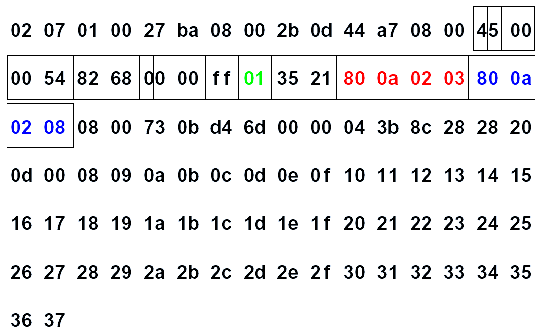 02 07 01 00 27 ba 08 00 2b 0d 44 a7 08 00 45 00
00 54 82 68 00 00 ff 01 35 21 80 0a 02 03 80 0a
02 08 08 00 73 0b d4 6d 00 00 04 3b 8c 28 28 20
0d 00 08 09 0a 0b 0c 0d 0e 0f 10 11 12 13 14 15
16 17 18 19 1a 1b 1c 1d 1e 1f 20 21 22 23 24 25
26 27 28 29 2a 2b 2c 2d 2e 2f 30 31 32 33 34 35
36 37